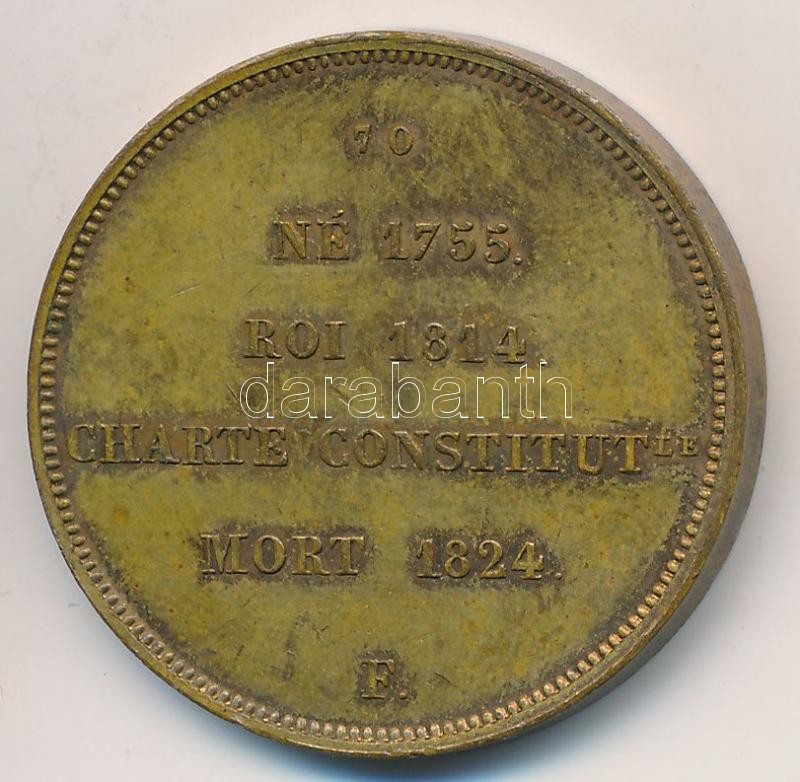 70
NÉ 1755.
ROI 1814.
darabanth
CHARTE CONSTITUTLE
MORT 1824.
F.